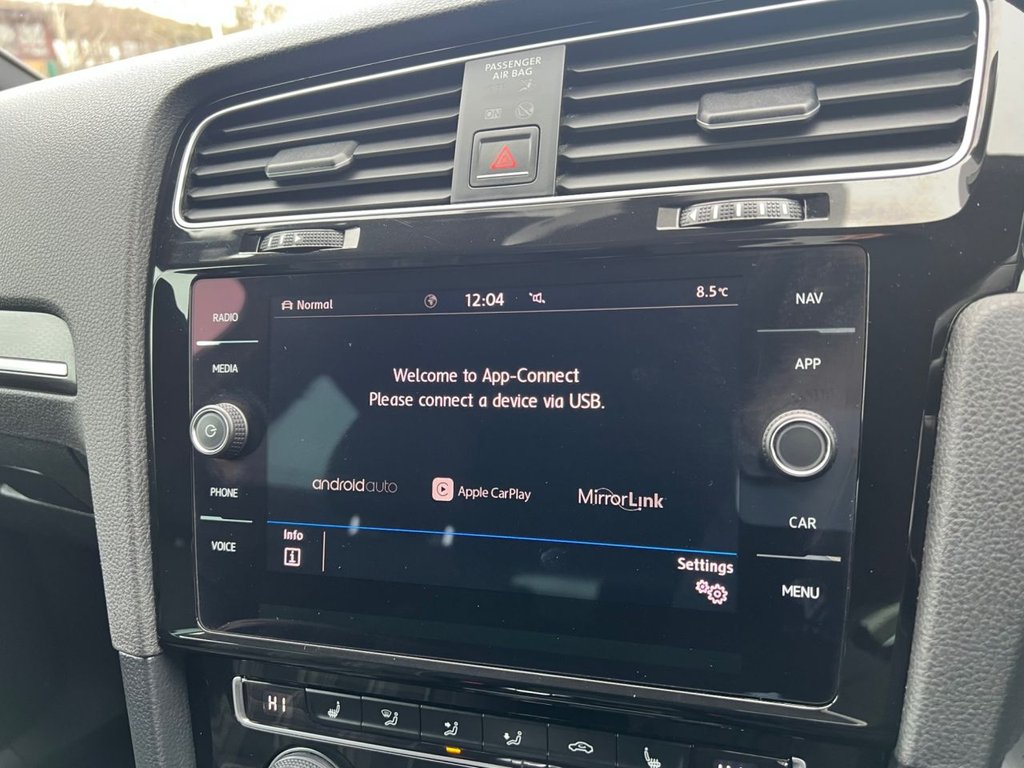 PASSENGER
AIR BAG
ON
RADIO
MEDIA
PHONE
VOICE
Normal
12:04
8.5°C
Welcome to App-Connect
Please connect a device via USB.
androidauto
Apple CarPlay
MirrorLink
Info
i
Settings
NAV
APP
CAR
MENU
HI